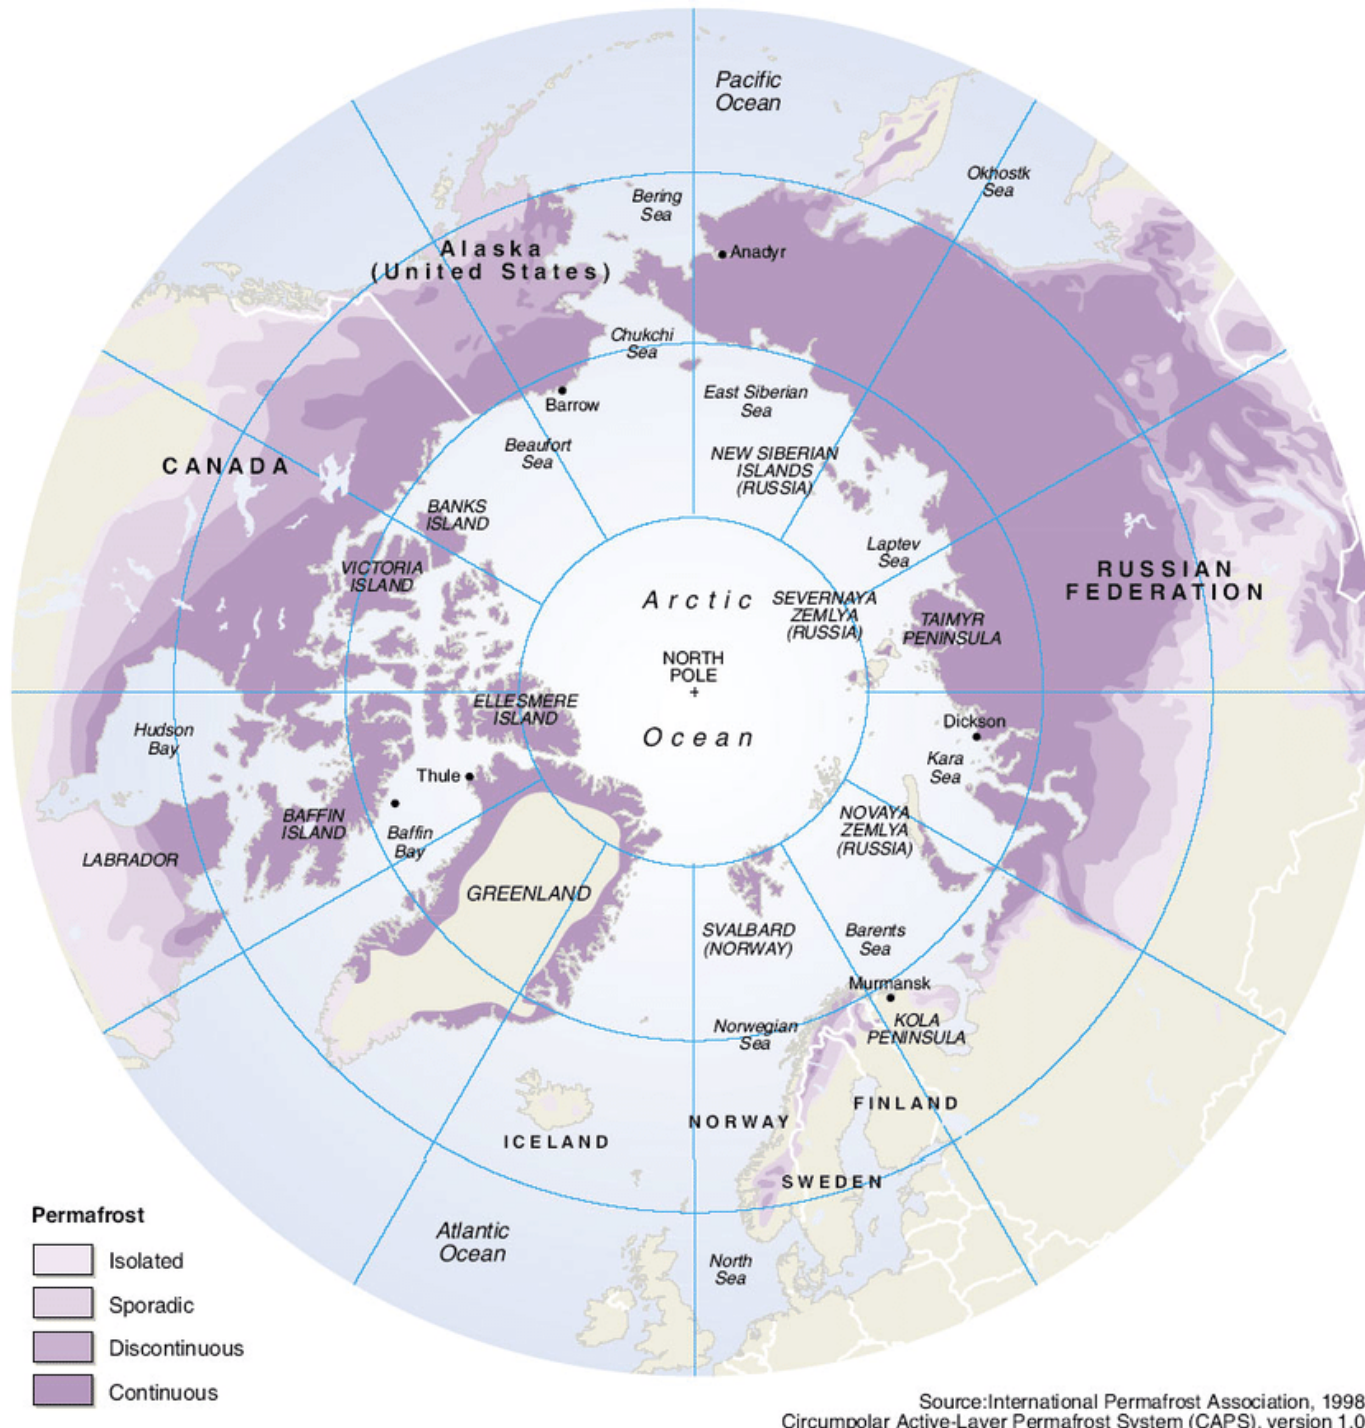 Pacific
Ocean
Okhostk
Sea
Bering
Sea
Alaska
(United States)
Anadyr
Chukchi
Sea
East Siberian
Sea
Barrow
Beaufort
Sea
NEW SIBERIAN
ISLANDS
(RUSSIA)
CANADA
BANKS
ISLAND
VICTORIA
ISLAND
Laptev
Sea
RUSSIAN
FEDERATION
Arctic
SEVERNAYA
ZEMLYA
(RUSSIA)
TAIMYR
PENINSULA
NORTH
POLE
+
ELLESMERE
ISLAND
Ocean
Hudson
Bay
Dickson
Kara
Sea
Thule
BAFFIN
ISLAND
Baffin
Bay
NOVAYA
ZEMLYA
(RUSSIA)
LABRADOR
GREENLAND
SVALBARD
(NORWAY)
Barents
Sea
Murmansk
KOLA
PENINSULA
Norwegian
Sea
FINLAND
NORWAY
ICELAND
SWEDEN
Atlantic
Ocean
North
Sea
Permafrost
Isolated
Sporadic
Discontinuous
Continuous
Source:International Permafrost Association, 1998
Circumpolar Active-Layer Permafrost System (CAPS), version 1.0